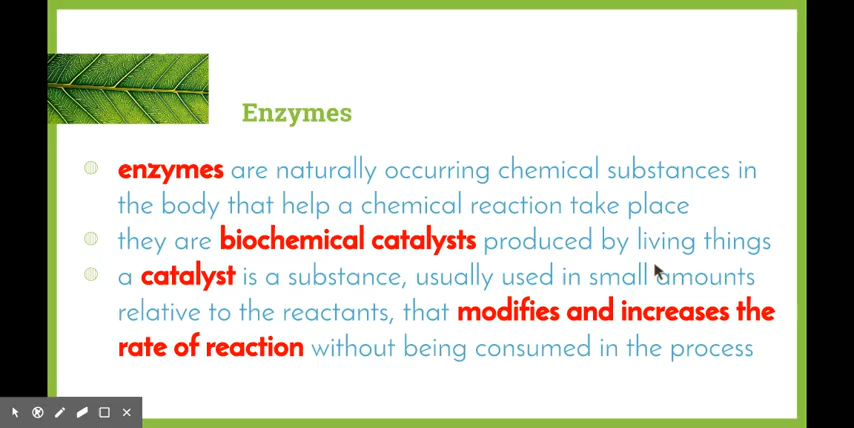 Enzymes
enzymes are naturally occurring chemical substances in
the body that help a chemical reaction take place
they are biochemical catalysts produced by living things
a catalyst is a substance, usually used in small amounts
relative to the reactants, that modifies and increases the
rate of reaction without being consumed in the process